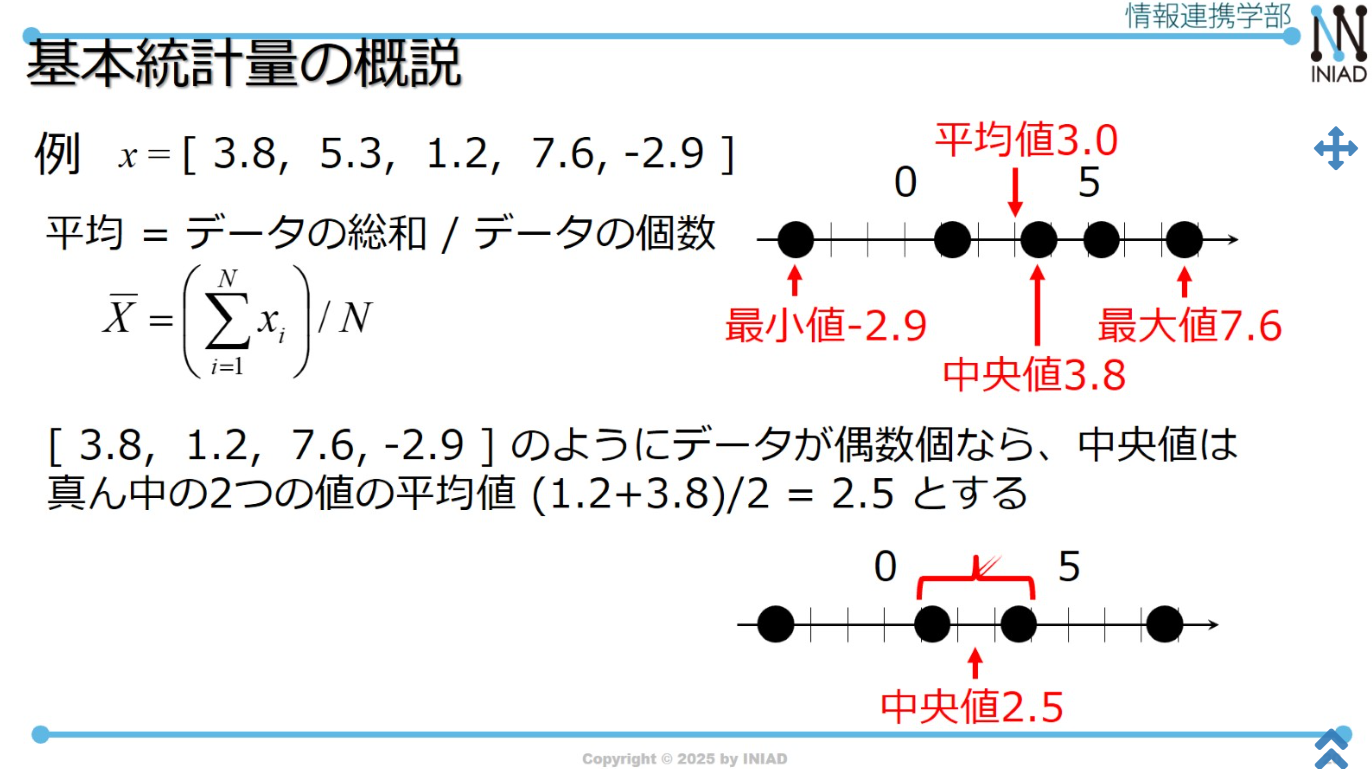 情報連携学部
INIAD
基本統計量の概説
例 x = [ 3.8, 5.3, 1.2, 7.6, -2.9 ]
平均値3.0
0 5
平均 = データの総和 / データの個数
X̄ = (∑_{i=1}^{N} x_i) / N
最小値-2.9
最大値7.6
中央値3.8
[ 3.8, 1.2, 7.6, -2.9 ] のようにデータが偶数個なら、中央値は
真ん中の2つの値の平均値 (1.2+3.8)/2 = 2.5 とする
0 5
中央値2.5
Copyright © 2025 by INIAD